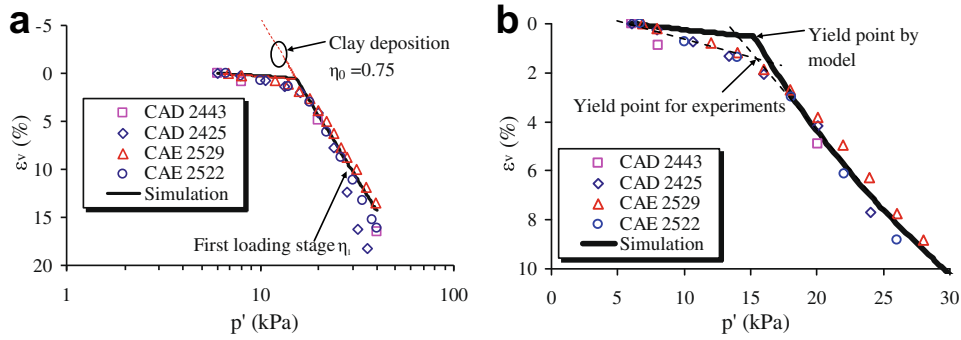 a
-5
0
5
10
15
20
εv (%)
Clay deposition
η0 =0.75
CAD 2443
CAD 2425
CAE 2529
CAE 2522
Simulation
First loading stage ηi
1
10
100
p' (kPa)
b
0
2
4
6
8
10
εv (%)
Yield point by
model
Yield point for experiments
CAD 2443
CAD 2425
CAE 2529
CAE 2522
Simulation
0
5
10
15
20
25
30
p' (kPa)